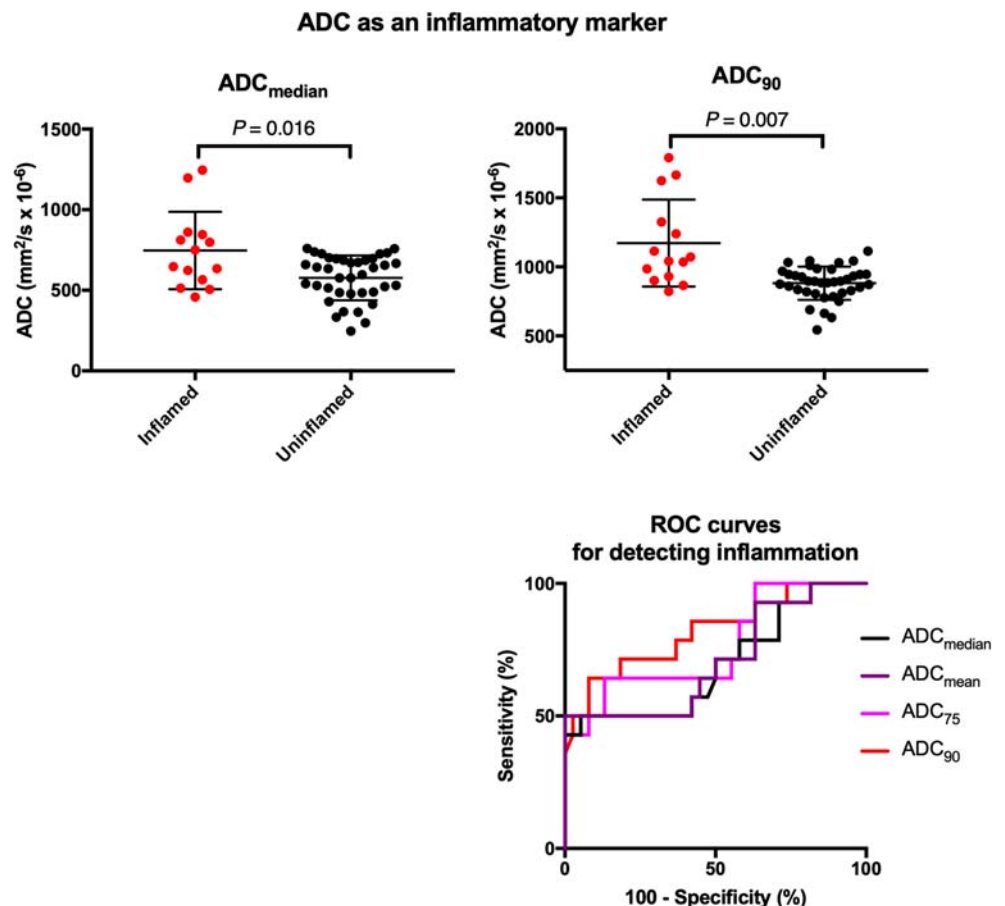 ADC as an inflammatory marker
ADCmedian
P = 0.016
1500
1000
500
0
ADC (mm2/s x 10-6)
Inflamed
Uninflamed
ADC90
P = 0.007
2000
1500
1000
500
ADC (mm2/s x 10-6)
Inflamed
Uninflamed
ROC curves
for detecting inflammation
100
50
0
Sensitivity (%)
0
50
100
100 - Specificity (%)
ADCmedian
ADCmean
ADC75
ADC90